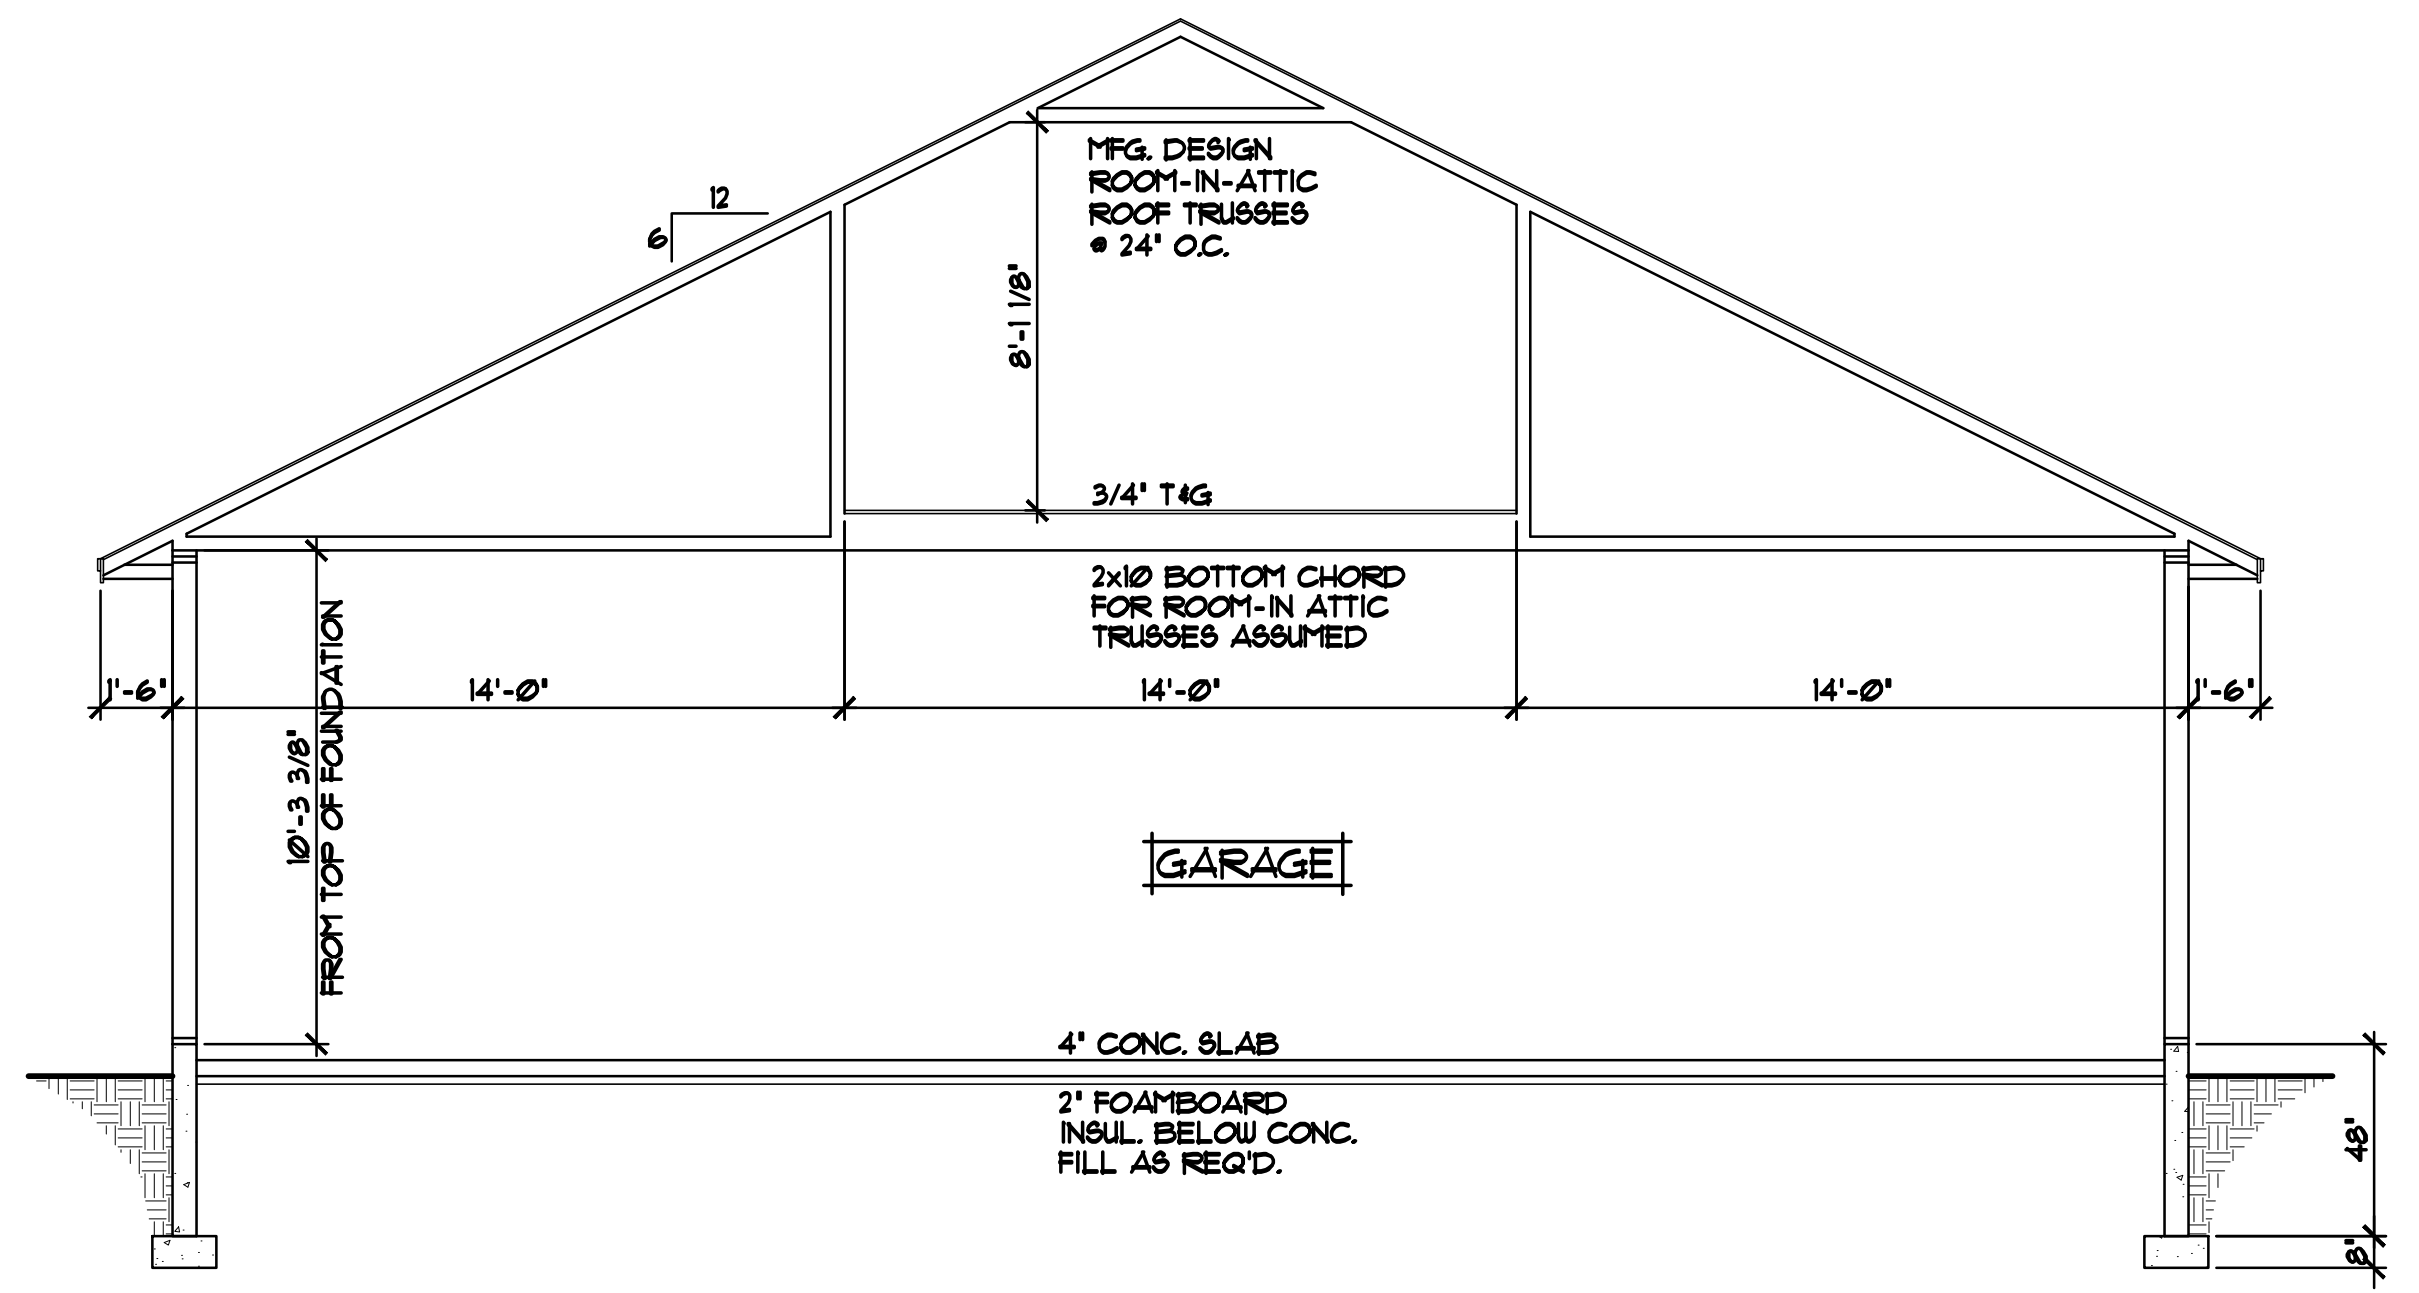 12
6
MFG. DESIGN
ROOM-IN-ATTIC
ROOF TRUSSES
@ 24" O.C.
8'-1 1/8"
3/4" T&G
2x10 BOTTOM CHORD
FOR ROOM-IN ATTIC
TRUSSES ASSUMED
1'-6"
14'-0"
14'-0"
14'-0"
1'-6"
10'-3 3/8"
FROM TOP OF FOUNDATION
GARAGE
4" CONC. SLAB
2" FOAMBOARD
INSUL. BELOW CONC.
FILL AS REQ'D.
48"
8"